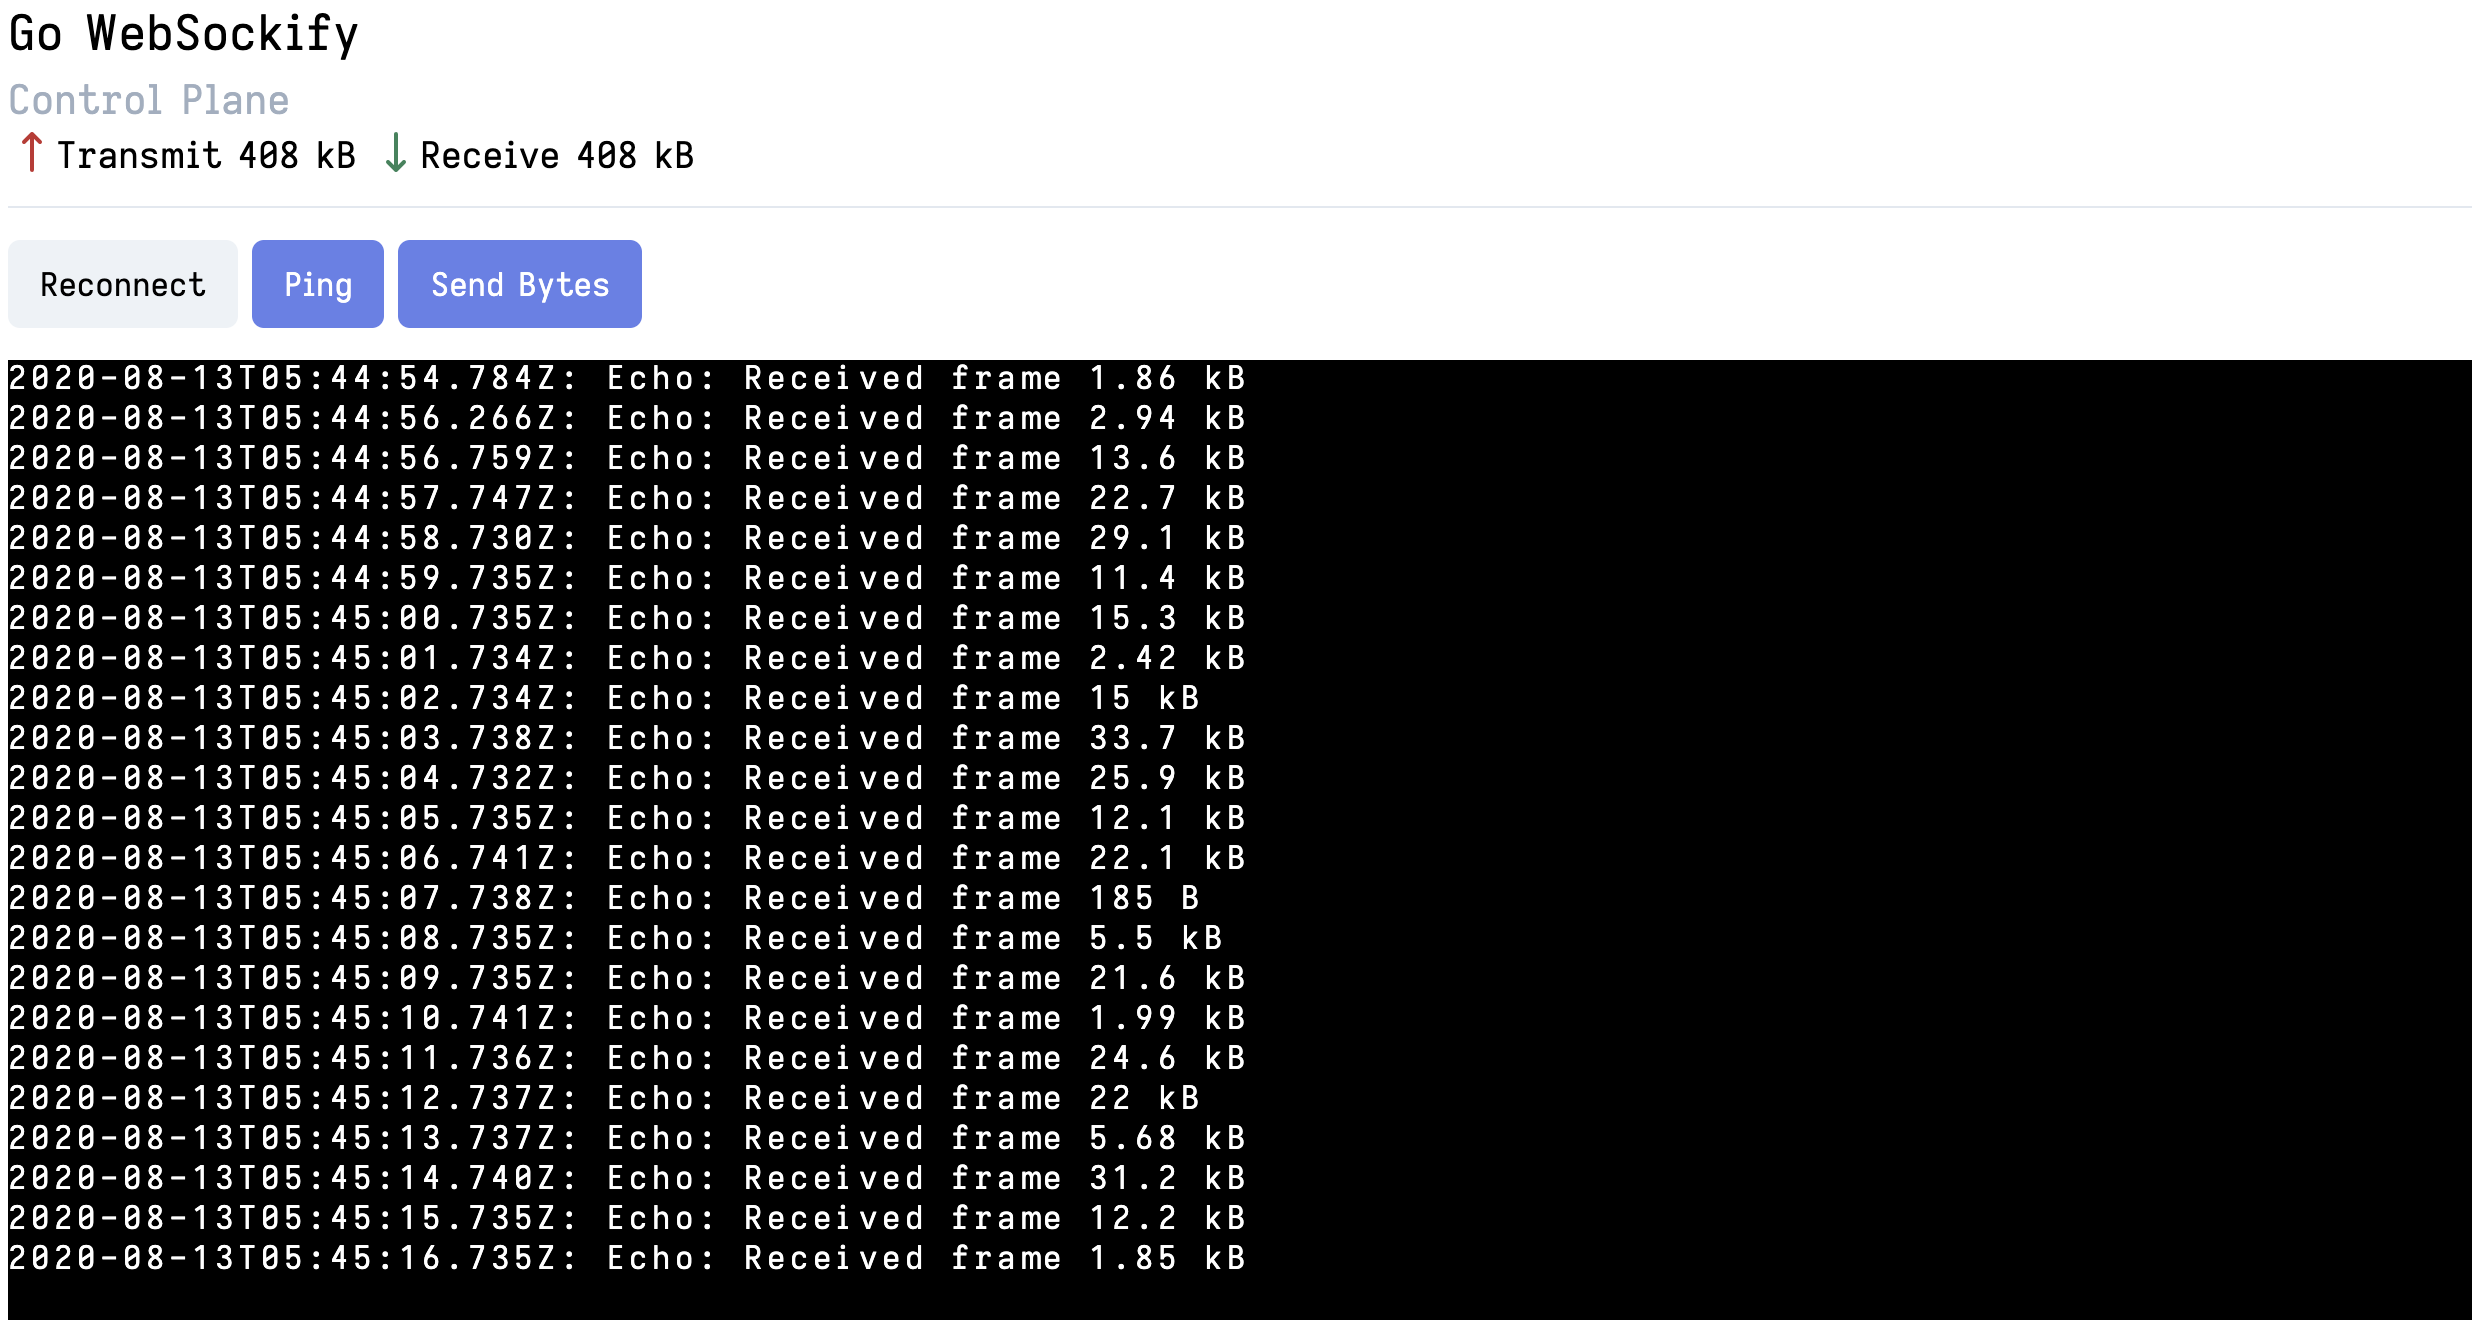 Go WebSockify
Control Plane
↑ Transmit 408 kB ↓ Receive 408 kB
Reconnect Ping Send Bytes
2020-08-13T05:44:54.784Z: Echo: Received frame 1.86 kB
2020-08-13T05:44:56.266Z: Echo: Received frame 2.94 kB
2020-08-13T05:44:56.759Z: Echo: Received frame 13.6 kB
2020-08-13T05:44:57.747Z: Echo: Received frame 22.7 kB
2020-08-13T05:44:58.730Z: Echo: Received frame 29.1 kB
2020-08-13T05:44:59.735Z: Echo: Received frame 11.4 kB
2020-08-13T05:45:00.735Z: Echo: Received frame 15.3 kB
2020-08-13T05:45:01.734Z: Echo: Received frame 2.42 kB
2020-08-13T05:45:02.734Z: Echo: Received frame 15 kB
2020-08-13T05:45:03.738Z: Echo: Received frame 33.7 kB
2020-08-13T05:45:04.732Z: Echo: Received frame 25.9 kB
2020-08-13T05:45:05.735Z: Echo: Received frame 12.1 kB
2020-08-13T05:45:06.741Z: Echo: Received frame 22.1 kB
2020-08-13T05:45:07.738Z: Echo: Received frame 185 B
2020-08-13T05:45:08.735Z: Echo: Received frame 5.5 kB
2020-08-13T05:45:09.735Z: Echo: Received frame 21.6 kB
2020-08-13T05:45:10.741Z: Echo: Received frame 1.99 kB
2020-08-13T05:45:11.736Z: Echo: Received frame 24.6 kB
2020-08-13T05:45:12.737Z: Echo: Received frame 22 kB
2020-08-13T05:45:13.737Z: Echo: Received frame 5.68 kB
2020-08-13T05:45:14.740Z: Echo: Received frame 31.2 kB
2020-08-13T05:45:15.735Z: Echo: Received frame 12.2 kB
2020-08-13T05:45:16.735Z: Echo: Received frame 1.85 kB